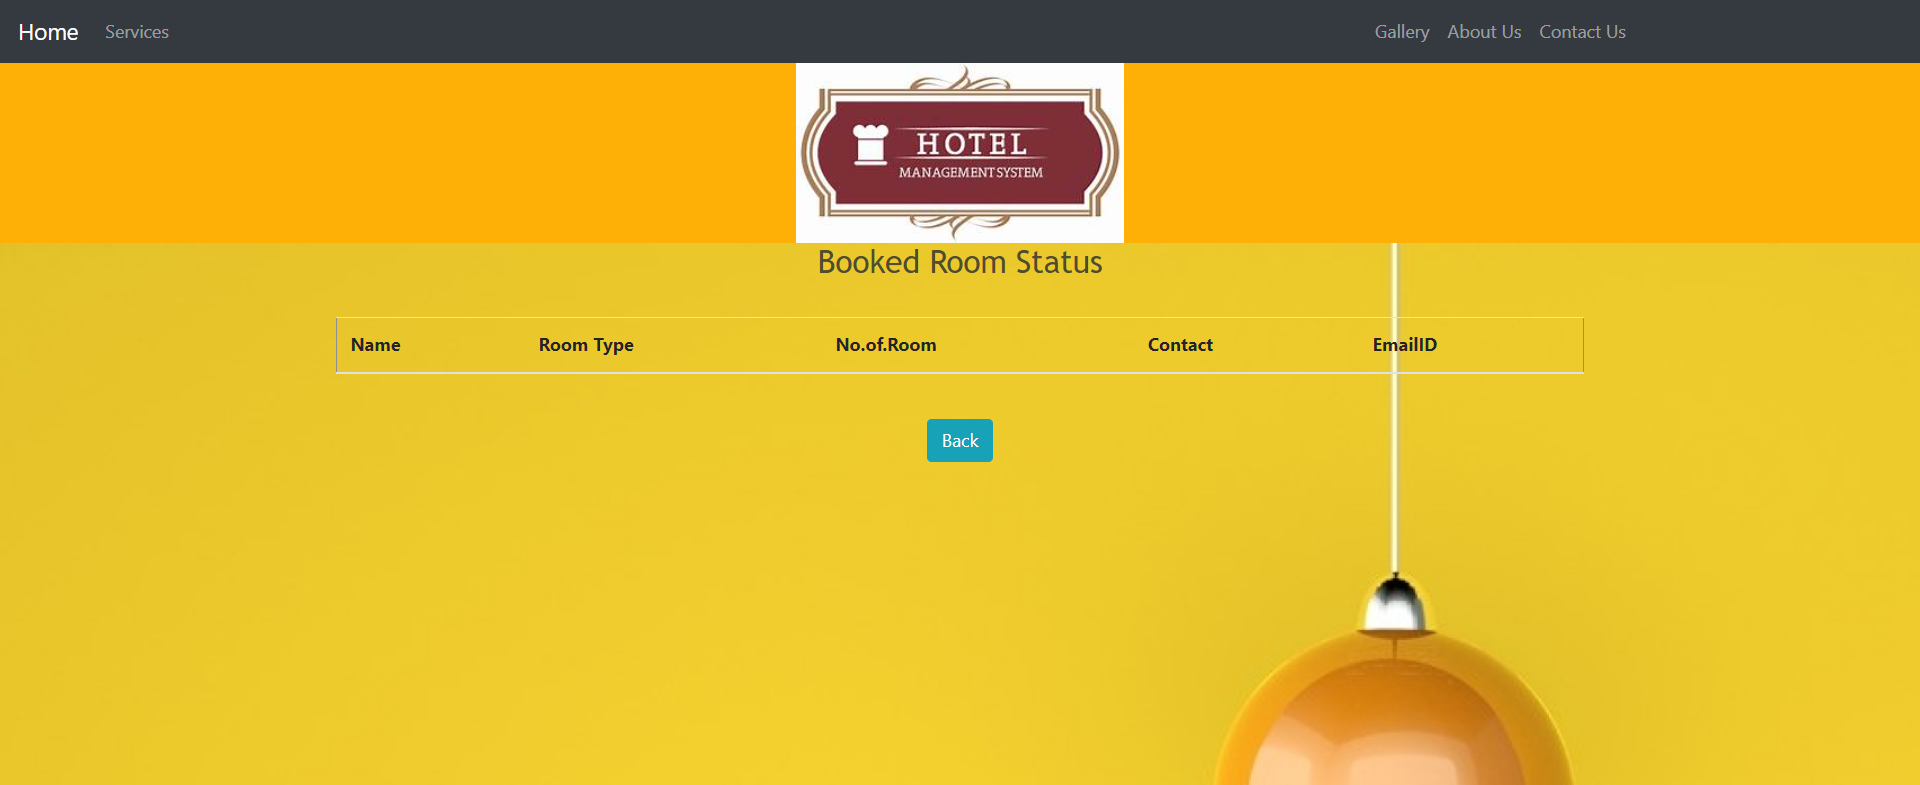 Home Services Gallery About Us Contact Us
HOTEL
MANAGEMENT SYSTEM
Booked Room Status
Name Room Type No.of.Room Contact EmailID
Back